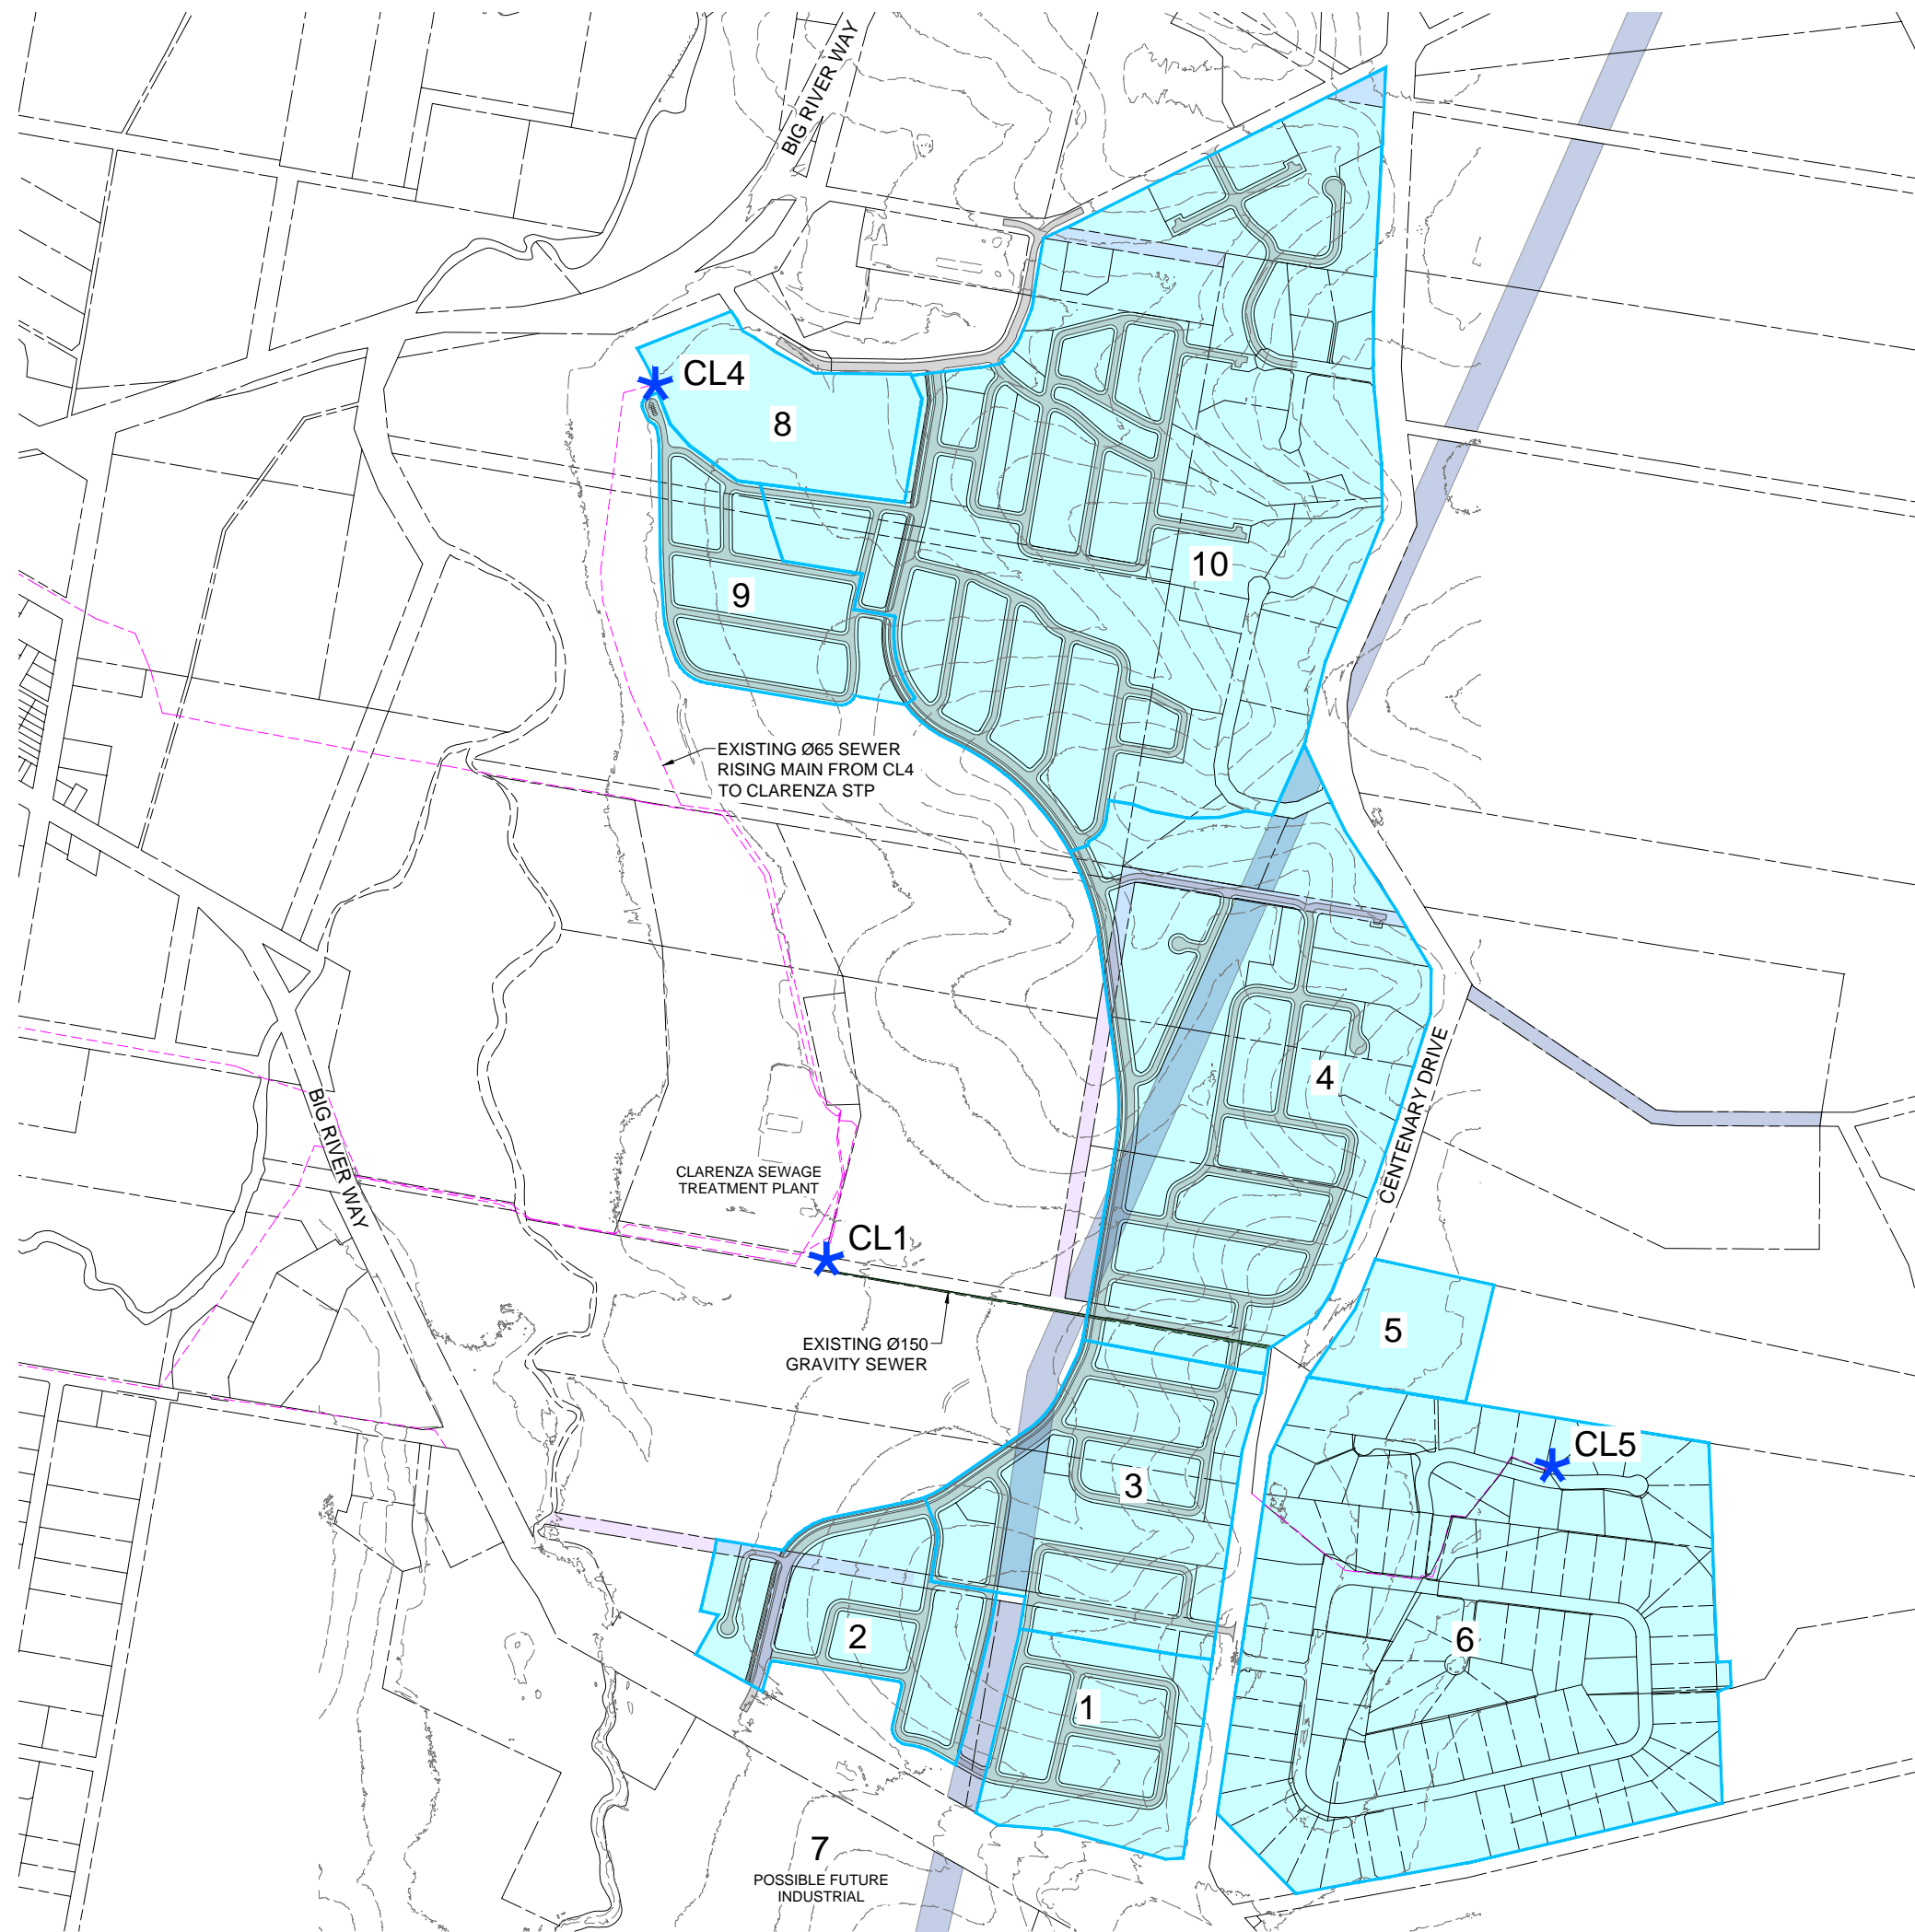 BIG RIVER WAY
CL4
8
10
9
EXISTING Ø65 SEWER
RISING MAIN FROM CL4
TO CLARENZA STP
4
CENTENARY DRIVE
BIG RIVER WAY
CLARENZA SEWAGE
TREATMENT PLANT
CL1
EXISTING Ø150
GRAVITY SEWER
5
CL5
3
2
6
1
7
POSSIBLE FUTURE
INDUSTRIAL